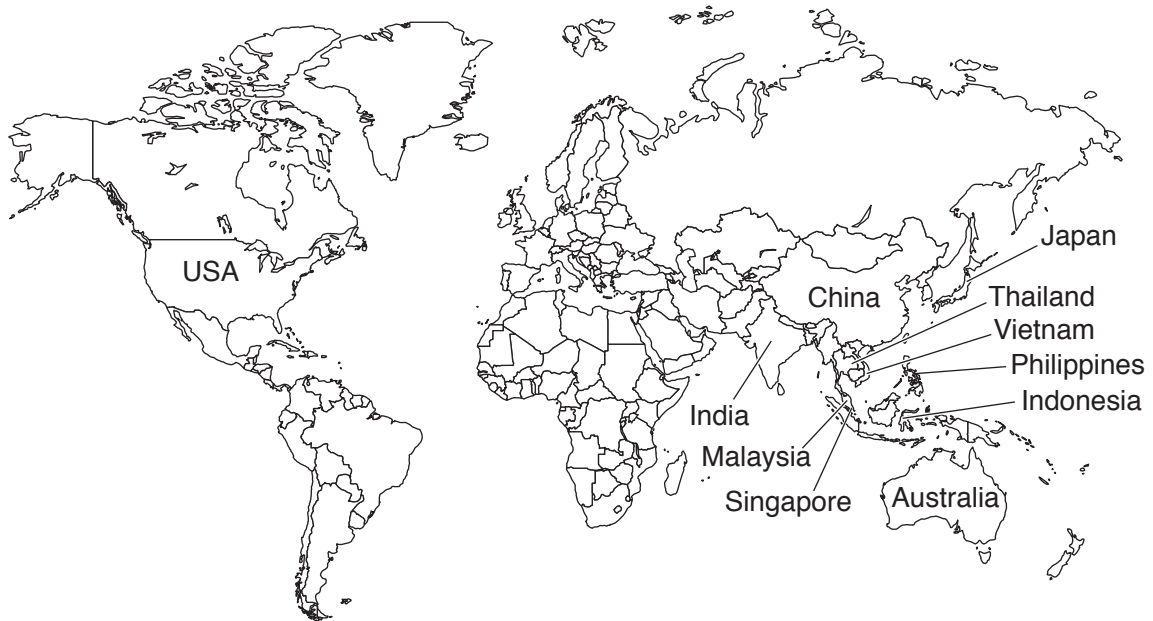 USA
Japan
China
Thailand
Vietnam
Philippines
Indonesia
India
Malaysia
Singapore
Australia